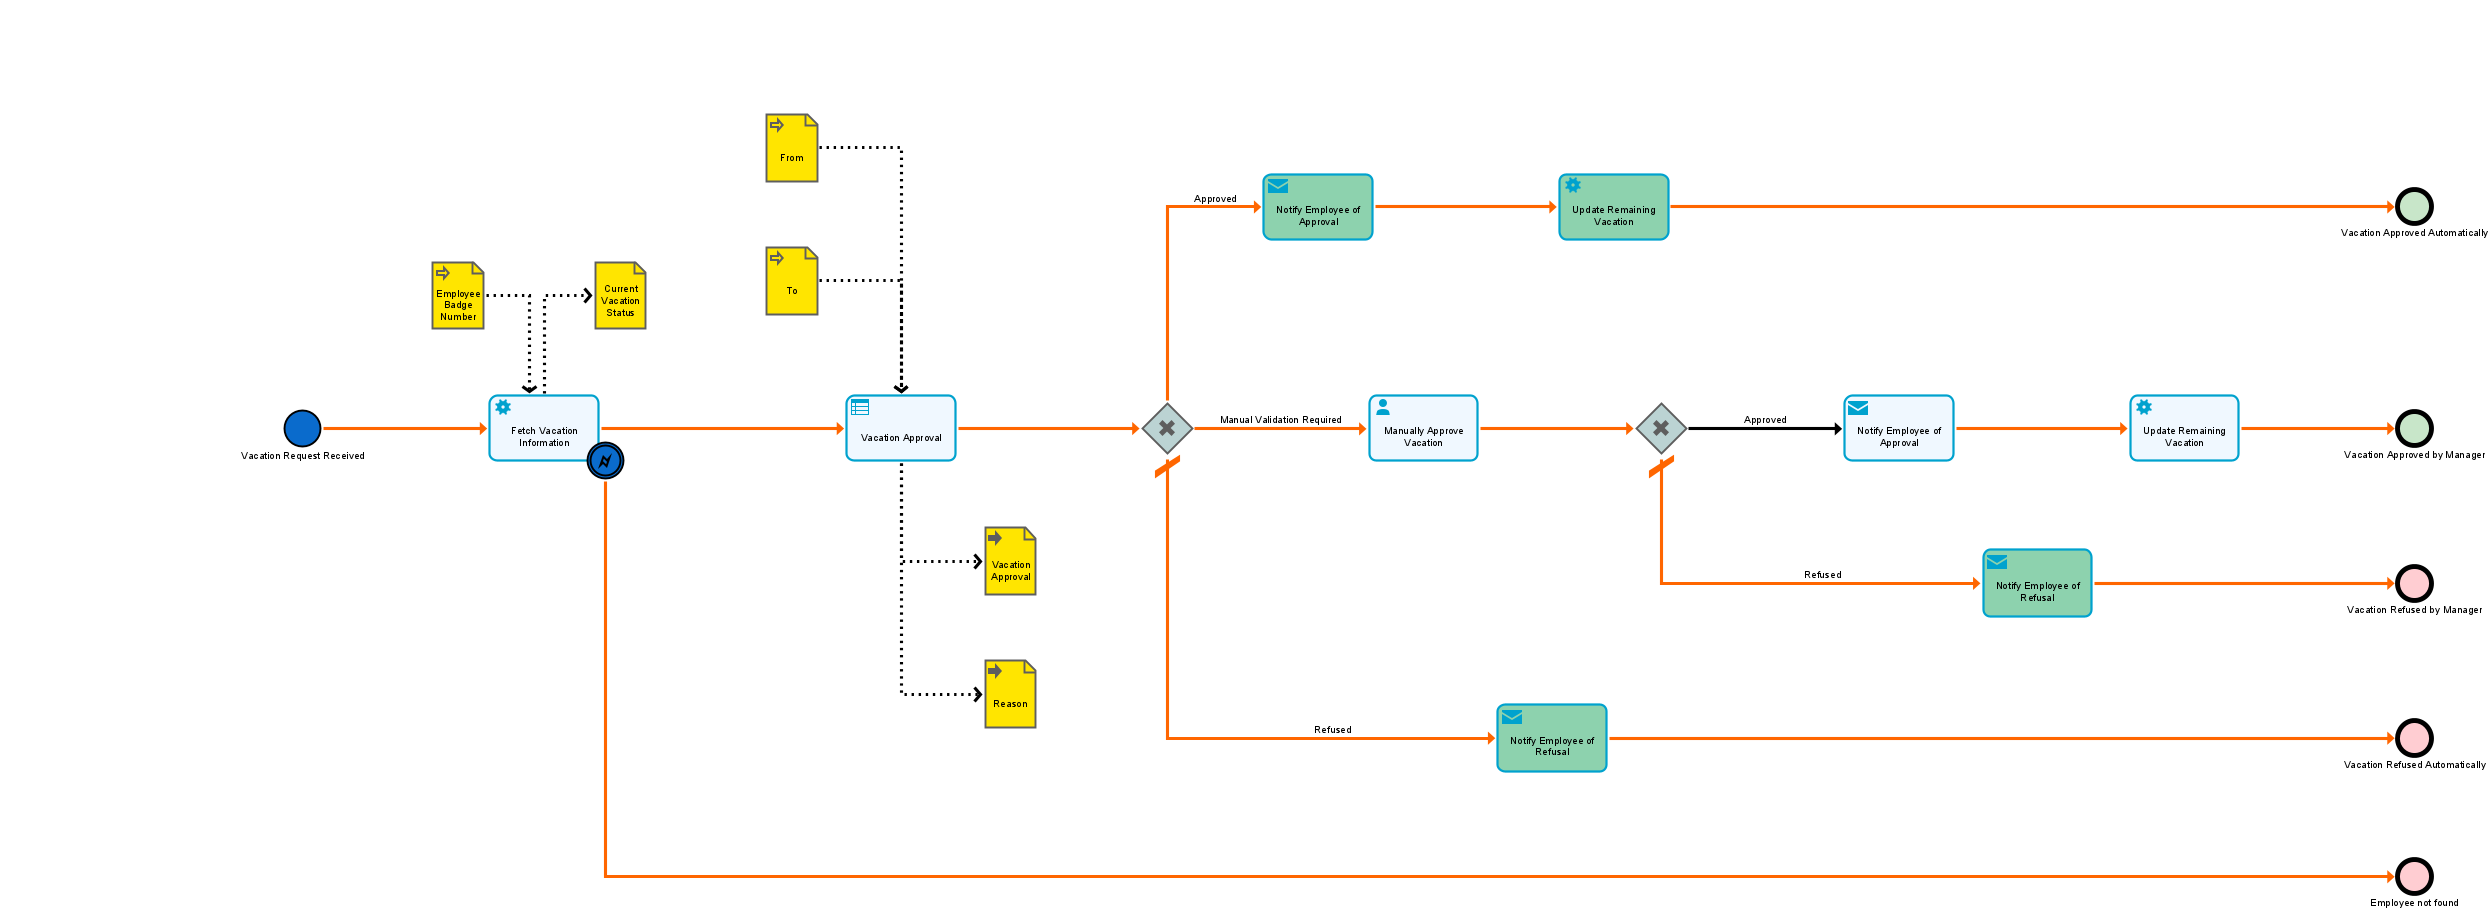 From
Approved
Notify Employee of
Approval
Update Remaining
Vacation
Vacation Approved Automatically
Employee
Badge
Number
Current
Vacation
Status
To
Vacation Request Received
Fetch Vacation
Information
Vacation Approval
Manual Validation Required
Manually Approve
Vacation
Approved
Notify Employee of
Approval
Update Remaining
Vacation
Vacation Approved by Manager
Vacation
Approval
Refused
Notify Employee of
Refusal
Vacation Refused by Manager
Reason
Refused
Notify Employee of
Refusal
Vacation Refused Automatically
Employee not found